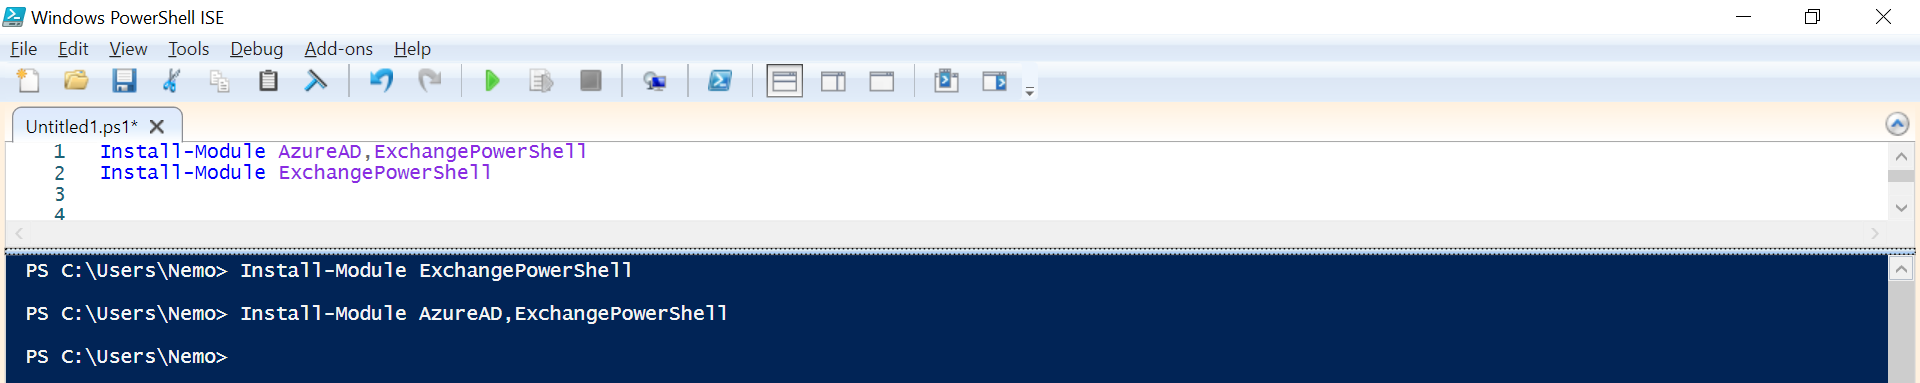 Windows PowerShell ISE
File Edit View Tools Debug Add-ons Help
Untitled1.ps1*
1 Install-Module AzureAD,ExchangePowerShell
2 Install-Module ExchangePowerShell
3
4
PS C:\Users\Nemo> Install-Module ExchangePowerShell
PS C:\Users\Nemo> Install-Module AzureAD,ExchangePowerShell
PS C:\Users\Nemo>